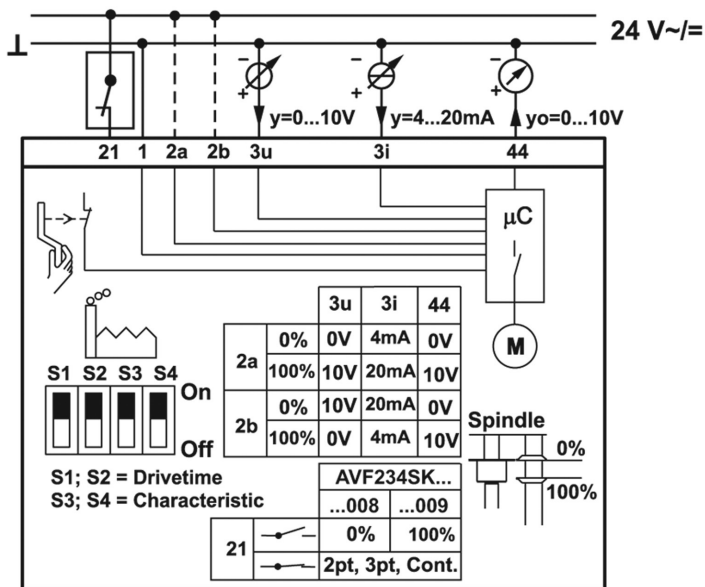 24 V~/=
⊥
- - -
+ + +
y=0...10V y=4...20mA yo=0...10V
21 1 2a 2b 3u 3i 44
µC
M
3u 3i 44
2a 0% 0V 4mA 0V
100% 10V 20mA 10V
2b 0% 10V 20mA 0V
100% 0V 4mA 10V
S1 S2 S3 S4
On
Off
S1; S2 = Drivetime
S3; S4 = Characteristic
Spindle
0%
100%
AVF234SK...
...008 ...009
21 0% 100%
2pt, 3pt, Cont.